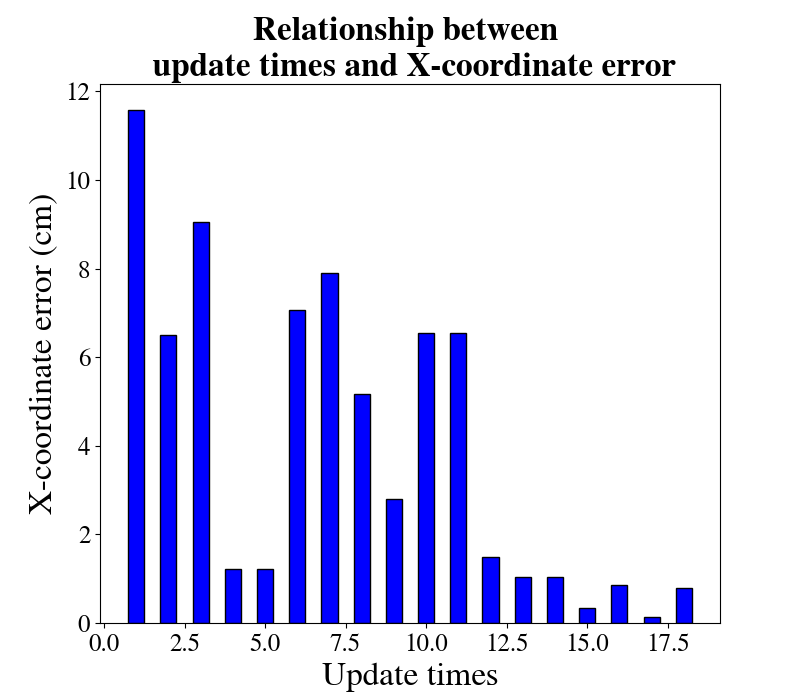 Relationship between
update times and X-coordinate error
12
10
8
6
4
2
0
X-coordinate error (cm)
0.0 2.5 5.0 7.5 10.0 12.5 15.0 17.5
Update times